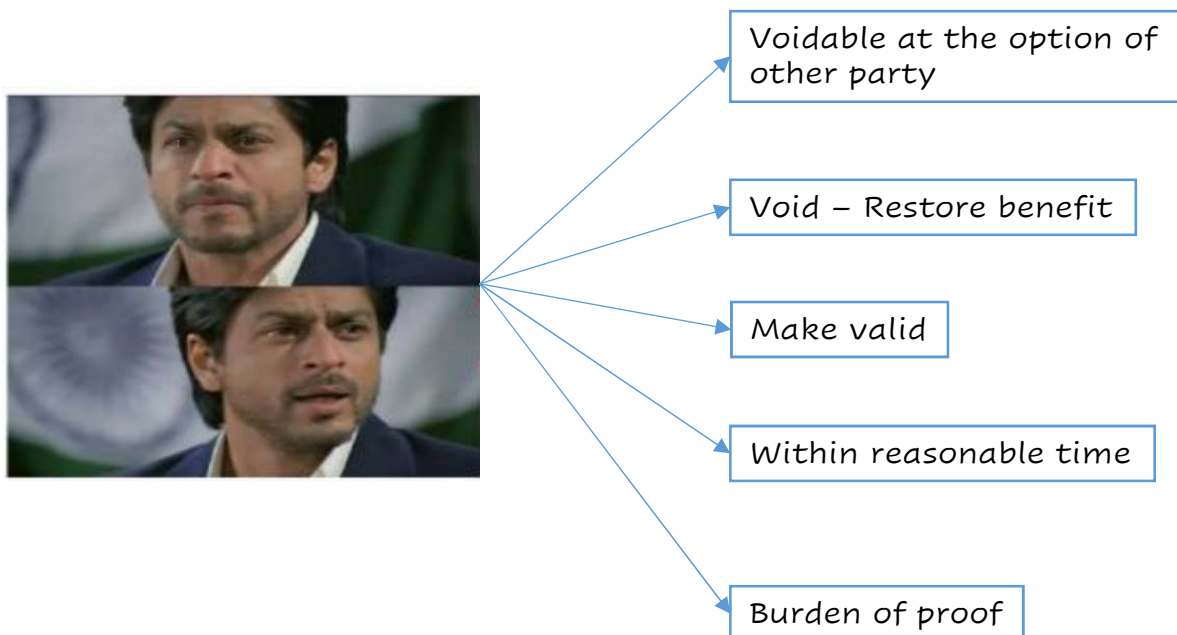 Voidable at the option of
other party
Void – Restore benefit
Make valid
Within reasonable time
Burden of proof